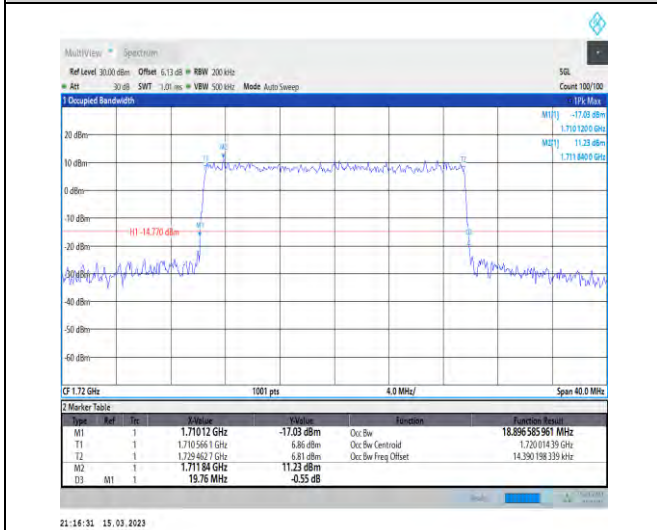 MultiView Spectrum
Ref Level 30.00 dBm Offset 6.13 dB RBW 200 kHz SGL
Att 30 dB SWT 1.01 ms VBW 500 kHz Mode Auto Sweep Count 100/100
1 Occupied Bandwidth 1Pk Max
M1[1] -17.03 dBm
1.710 120 0 GHz
20 dBm
M2[1] 11.23 dBm
1.711 840 0 GHz
M2
T1 T2
10 dBm
0 dBm
-10 dBm
M1
H1 -14.770 dBm
D3
-20 dBm
-30 dBm
-40 dBm
-50 dBm
-60 dBm
CF 1.72 GHz 1001 pts 4.0 MHz/ Span 40.0 MHz
2 Marker Table
Type Ref Trc X-Value Y-Value Function Function Result
M1 1 1.710 12 GHz -17.03 dBm Occ Bw 18.896 585 961 MHz
T1 1 1.710 566 1 GHz 6.86 dBm Occ Bw Centroid 1.720 014 39 GHz
T2 1 1.729 462 7 GHz 6.81 dBm Occ Bw Freq Offset 14.390 198 339 kHz
M2 1 1.711 84 GHz 11.23 dBm
D3 M1 1 19.76 MHz -0.55 dB
21:16:31 15.03.2023